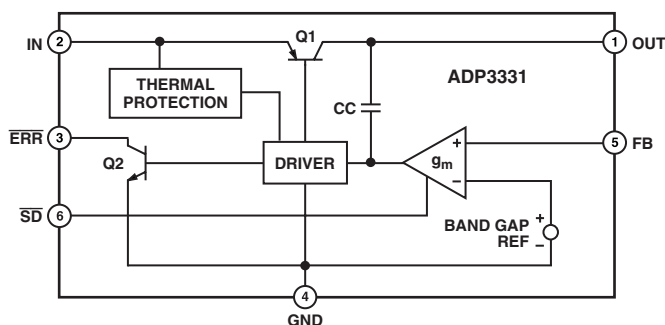 IN
2
Q1
1
OUT
THERMAL
PROTECTION
ADP3331
CC
ERR
3
Q2
DRIVER
+
gm
−
5
FB
SD
6
BAND GAP
REF
+
−
4
GND